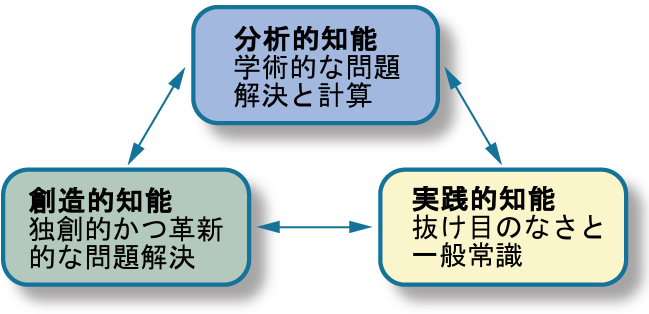 分析的知能
学術的な問題
解決と計算
創造的知能
独創的かつ革新
的な問題解決
実践的知能
抜け目のなさと
一般常識